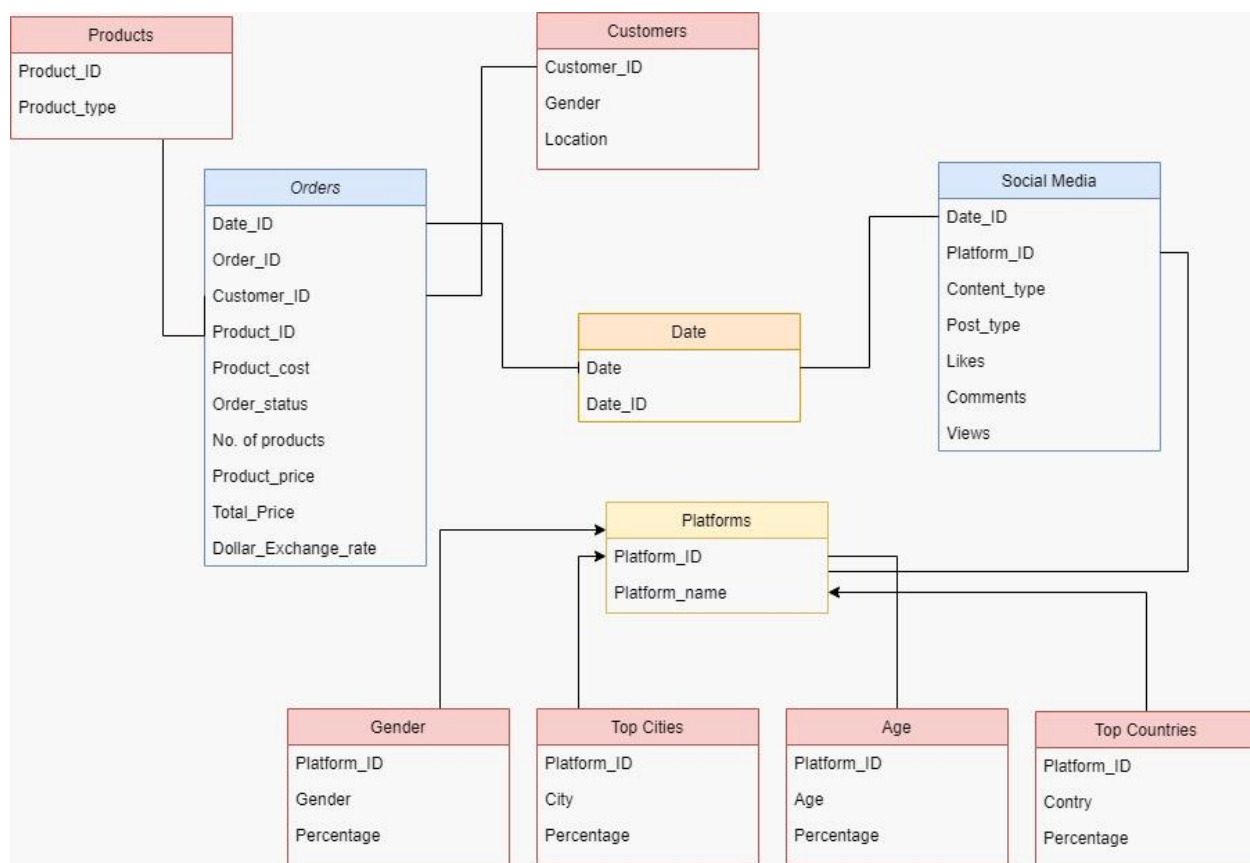 Products
Product_ID
Product_type
Customers
Customer_ID
Gender
Location
Orders
Date_ID
Order_ID
Customer_ID
Product_ID
Product_cost
Order_status
No. of products
Product_price
Total_Price
Dollar_Exchange_rate
Date
Date
Date_ID
Social Media
Date_ID
Platform_ID
Content_type
Post_type
Likes
Comments
Views
Platforms
Platform_ID
Platform_name
Gender
Platform_ID
Gender
Percentage
Top Cities
Platform_ID
City
Percentage
Age
Platform_ID
Age
Percentage
Top Countries
Platform_ID
Contry
Percentage